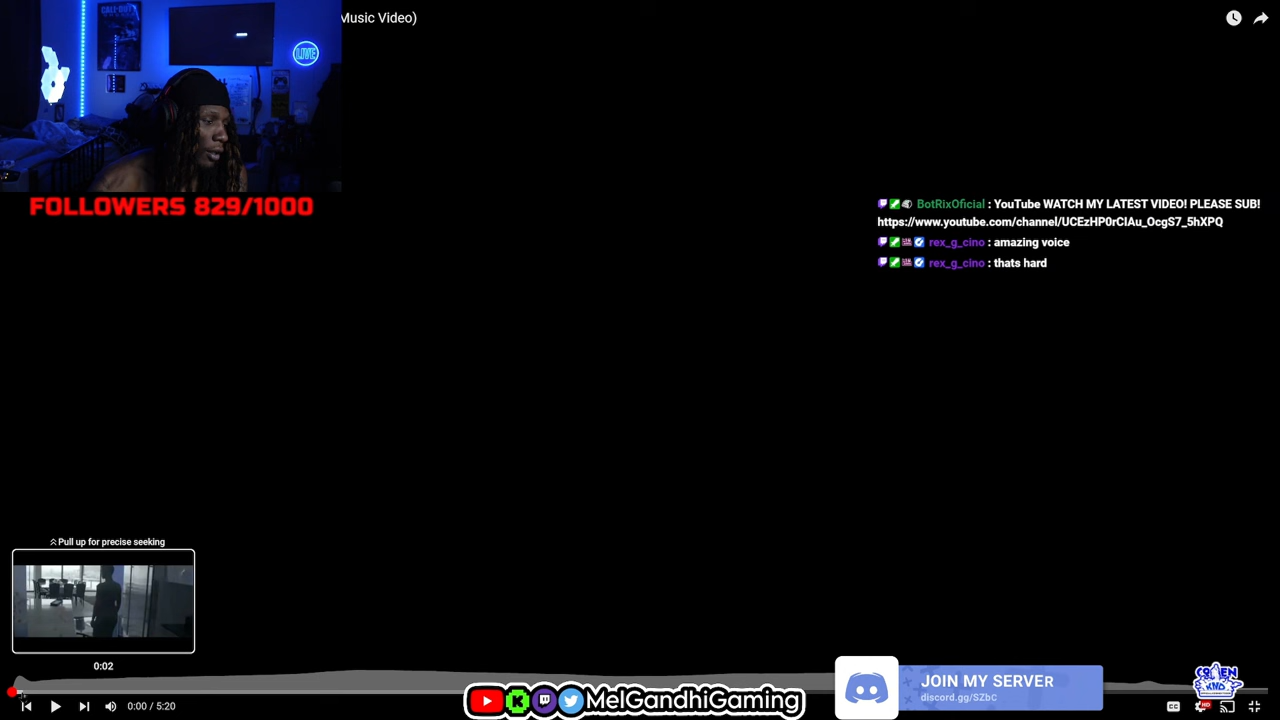 Music Video)
LIVE
FOLLOWERS 829/1000
BotRixOficial : YouTube WATCH MY LATEST VIDEO! PLEASE SUB!
https://www.youtube.com/channel/UCEzHP0rCIAu_OcgS7_5hXPQ
rex_g_cino : amazing voice
rex_g_cino : thats hard
Pull up for precise seeking
0:02
0:00 / 5:20
MelGandhiGaming
JOIN MY SERVER
discord.gg/SZbC
HD